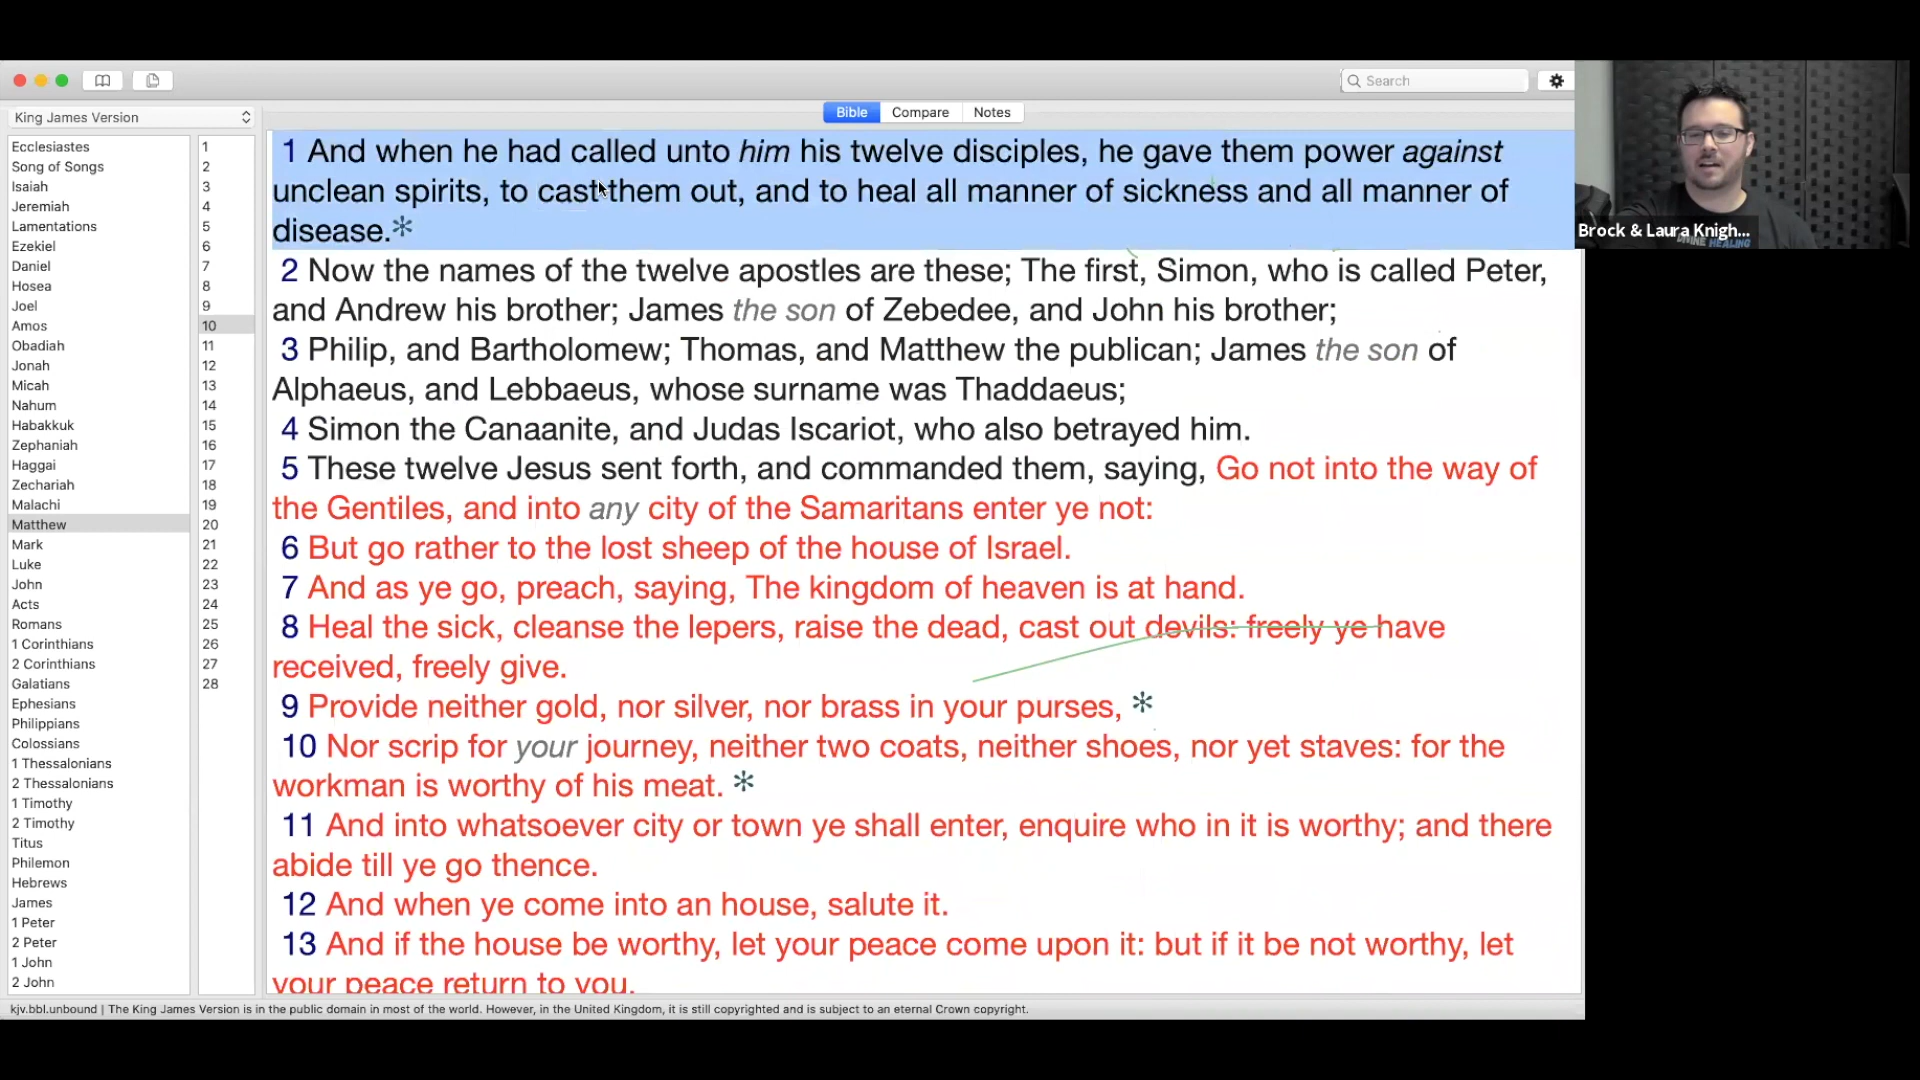 Search
King James Version
Bible
Compare
Notes
Ecclesiastes
Song of Songs
Isaiah
Jeremiah
Lamentations
Ezekiel
Daniel
Hosea
Joel
Amos
Obadiah
Jonah
Micah
Nahum
Habakkuk
Zephaniah
Haggai
Zechariah
Malachi
Matthew
Mark
Luke
John
Acts
Romans
1 Corinthians
2 Corinthians
Galatians
Ephesians
Philippians
Colossians
1 Thessalonians
2 Thessalonians
1 Timothy
2 Timothy
Titus
Philemon
Hebrews
James
1 Peter
2 Peter
1 John
2 John
1
2
3
4
5
6
7
8
9
10
11
12
13
14
15
16
17
18
19
20
21
22
23
24
25
26
27
28
1 And when he had called unto him his twelve disciples, he gave them power against
unclean spirits, to cast them out, and to heal all manner of sickness and all manner of
disease.*
2 Now the names of the twelve apostles are these; The first, Simon, who is called Peter,
and Andrew his brother; James the son of Zebedee, and John his brother;
3 Philip, and Bartholomew; Thomas, and Matthew the publican; James the son of
Alphaeus, and Lebbaeus, whose surname was Thaddaeus;
4 Simon the Canaanite, and Judas Iscariot, who also betrayed him.
5 These twelve Jesus sent forth, and commanded them, saying, Go not into the way of
the Gentiles, and into any city of the Samaritans enter ye not:
6 But go rather to the lost sheep of the house of Israel.
7 And as ye go, preach, saying, The kingdom of heaven is at hand.
8 Heal the sick, cleanse the lepers, raise the dead, cast out devils: freely ye have
received, freely give.
9 Provide neither gold, nor silver, nor brass in your purses, *
10 Nor scrip for your journey, neither two coats, neither shoes, nor yet staves: for the
workman is worthy of his meat. *
11 And into whatsoever city or town ye shall enter, enquire who in it is worthy; and there
abide till ye go thence.
12 And when ye come into an house, salute it.
13 And if the house be worthy, let your peace come upon it: but if it be not worthy, let
your peace return to you.
kjv.bbl.unbound | The King James Version is in the public domain in most of the world. However, in the United Kingdom, it is still copyrighted and is subject to an eternal Crown copyright.
Brock & Laura Knigh...
HEALING